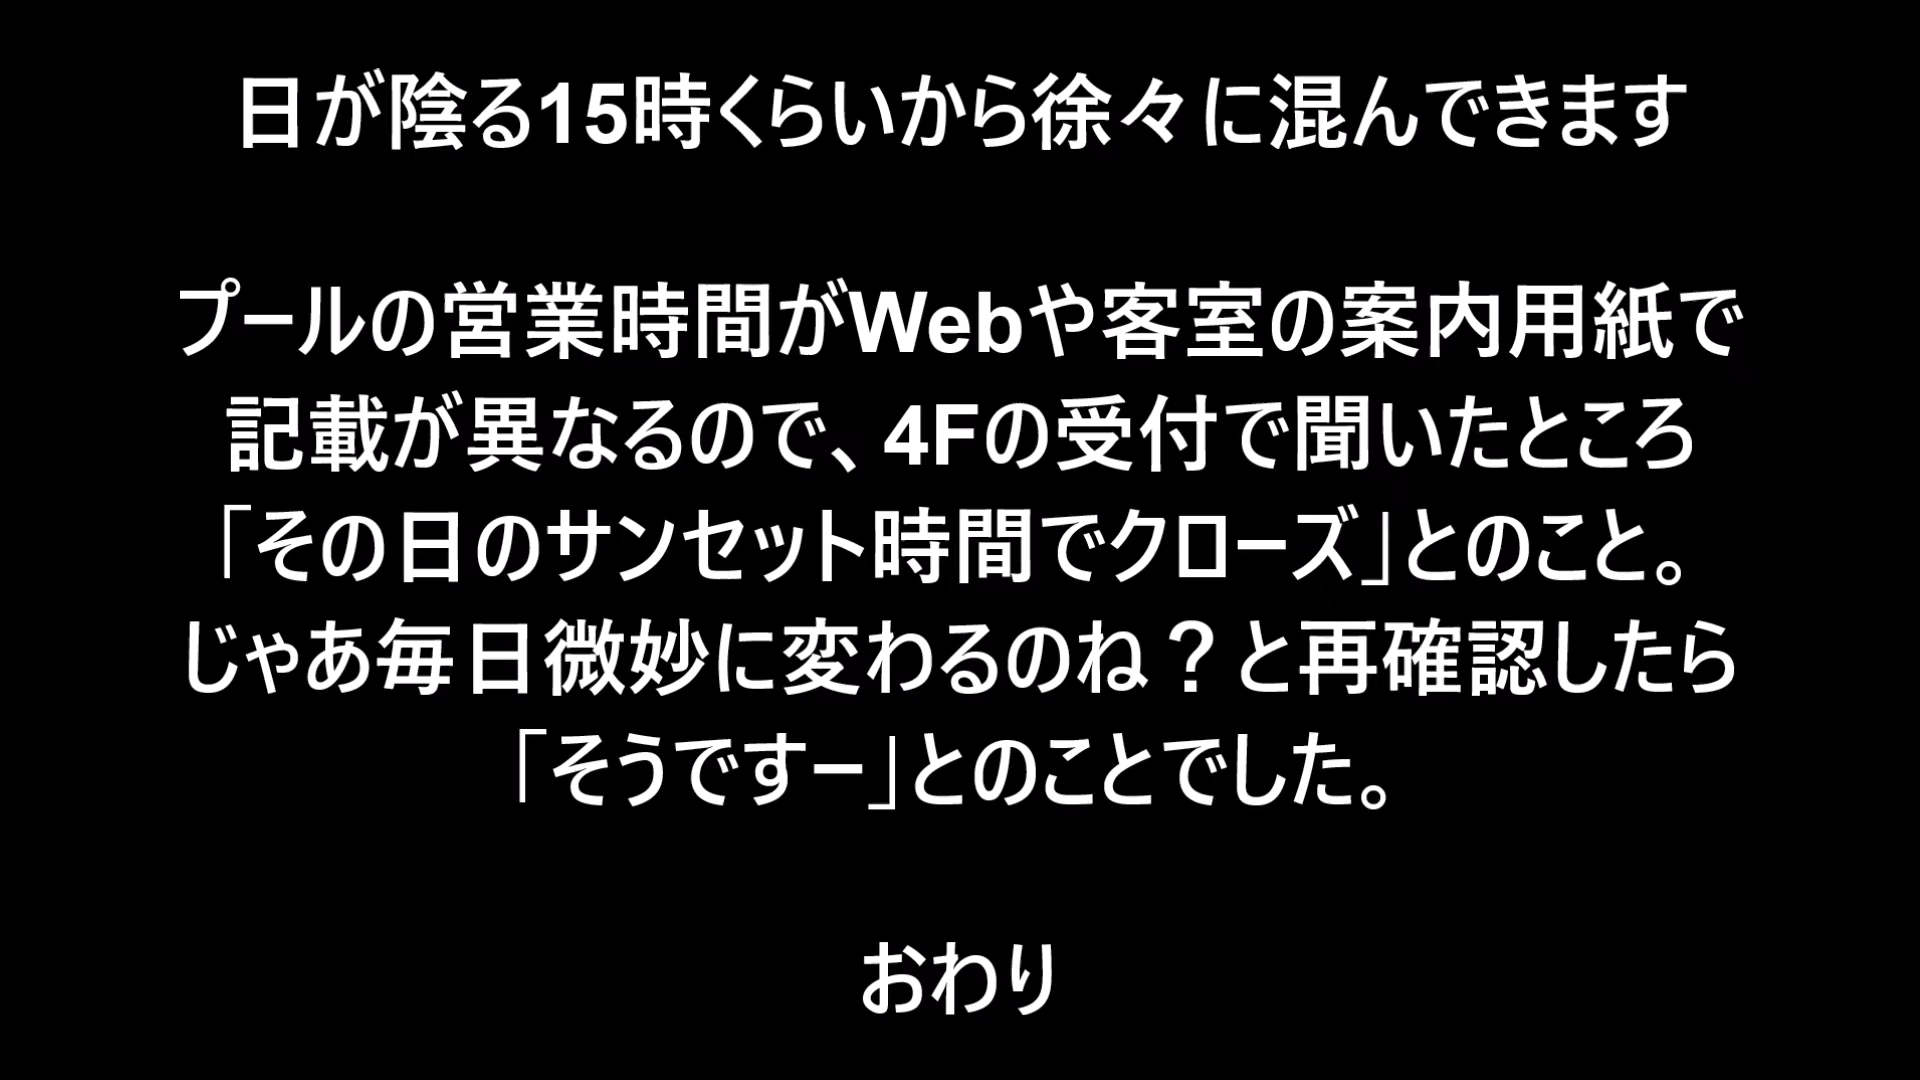 日が陰る15時くらいから徐々に混んできます
プールの営業時間がWebや客室の案内用紙で
記載が異なるので、4Fの受付で聞いたところ
「その日のサンセット時間でクローズ」とのこと。
じゃあ毎日微妙に変わるのね？と再確認したら
「そうですー」とのことでした。
おわり